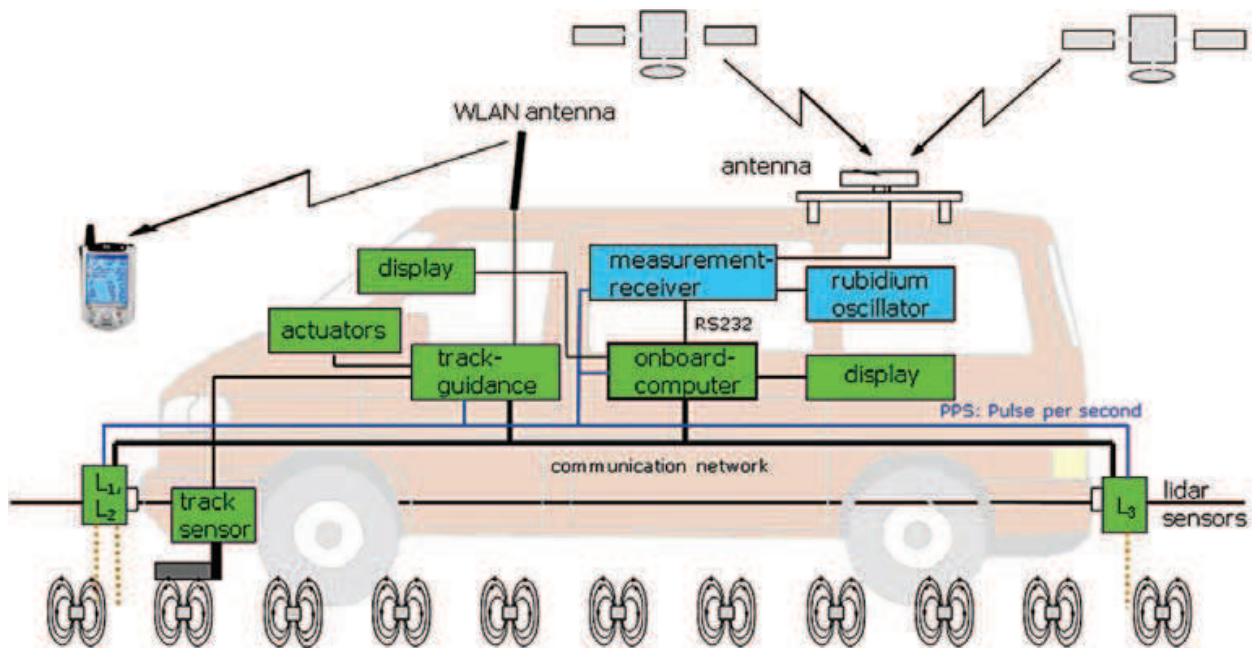 WLAN antenna
antenna
display
measurement-
receiver
rubidium
oscillator
actuators
RS232
track-
guidance
onboard-
computer
display
PPS: Pulse per second
communication network
L1,
L2
track
sensor
L3
lidar
sensors